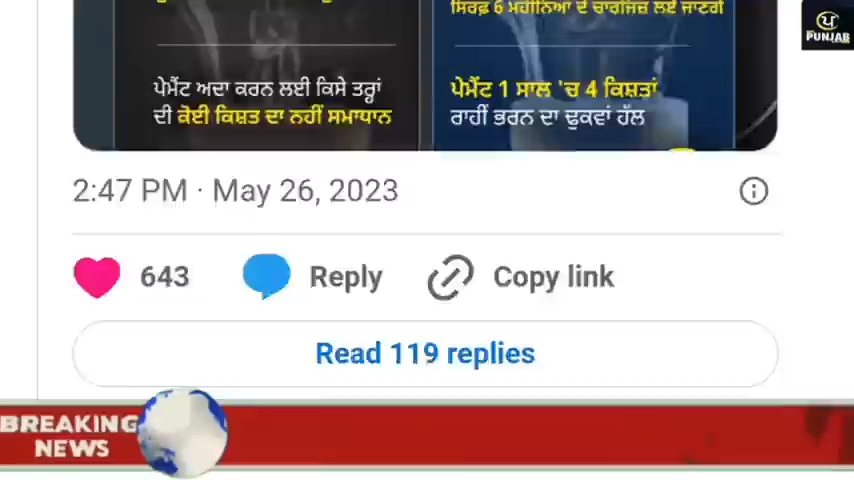 ਸਿਰਫ਼ 6 ਮਹੀਨਿਆਂ ਦੇ ਚਾਰਜਿਜ਼ ਲਏ ਜਾਣਗੇ
ਪੇਮੈਂਟ ਅਦਾ ਕਰਨ ਲਈ ਕਿਸੇ ਤਰ੍ਹਾਂ
ਦੀ ਕੋਈ ਕਿਸ਼ਤ ਦਾ ਨਹੀਂ ਸਮਾਧਾਨ
ਪੇਮੈਂਟ 1 ਸਾਲ 'ਚ 4 ਕਿਸ਼ਤਾਂ
ਰਾਹੀਂ ਭਰਨ ਦਾ ਢੁਕਵਾਂ ਹੱਲ
ਪ
PUNJAB
2:47 PM · May 26, 2023
643 Reply Copy link
Read 119 replies
BREAKING
NEWS